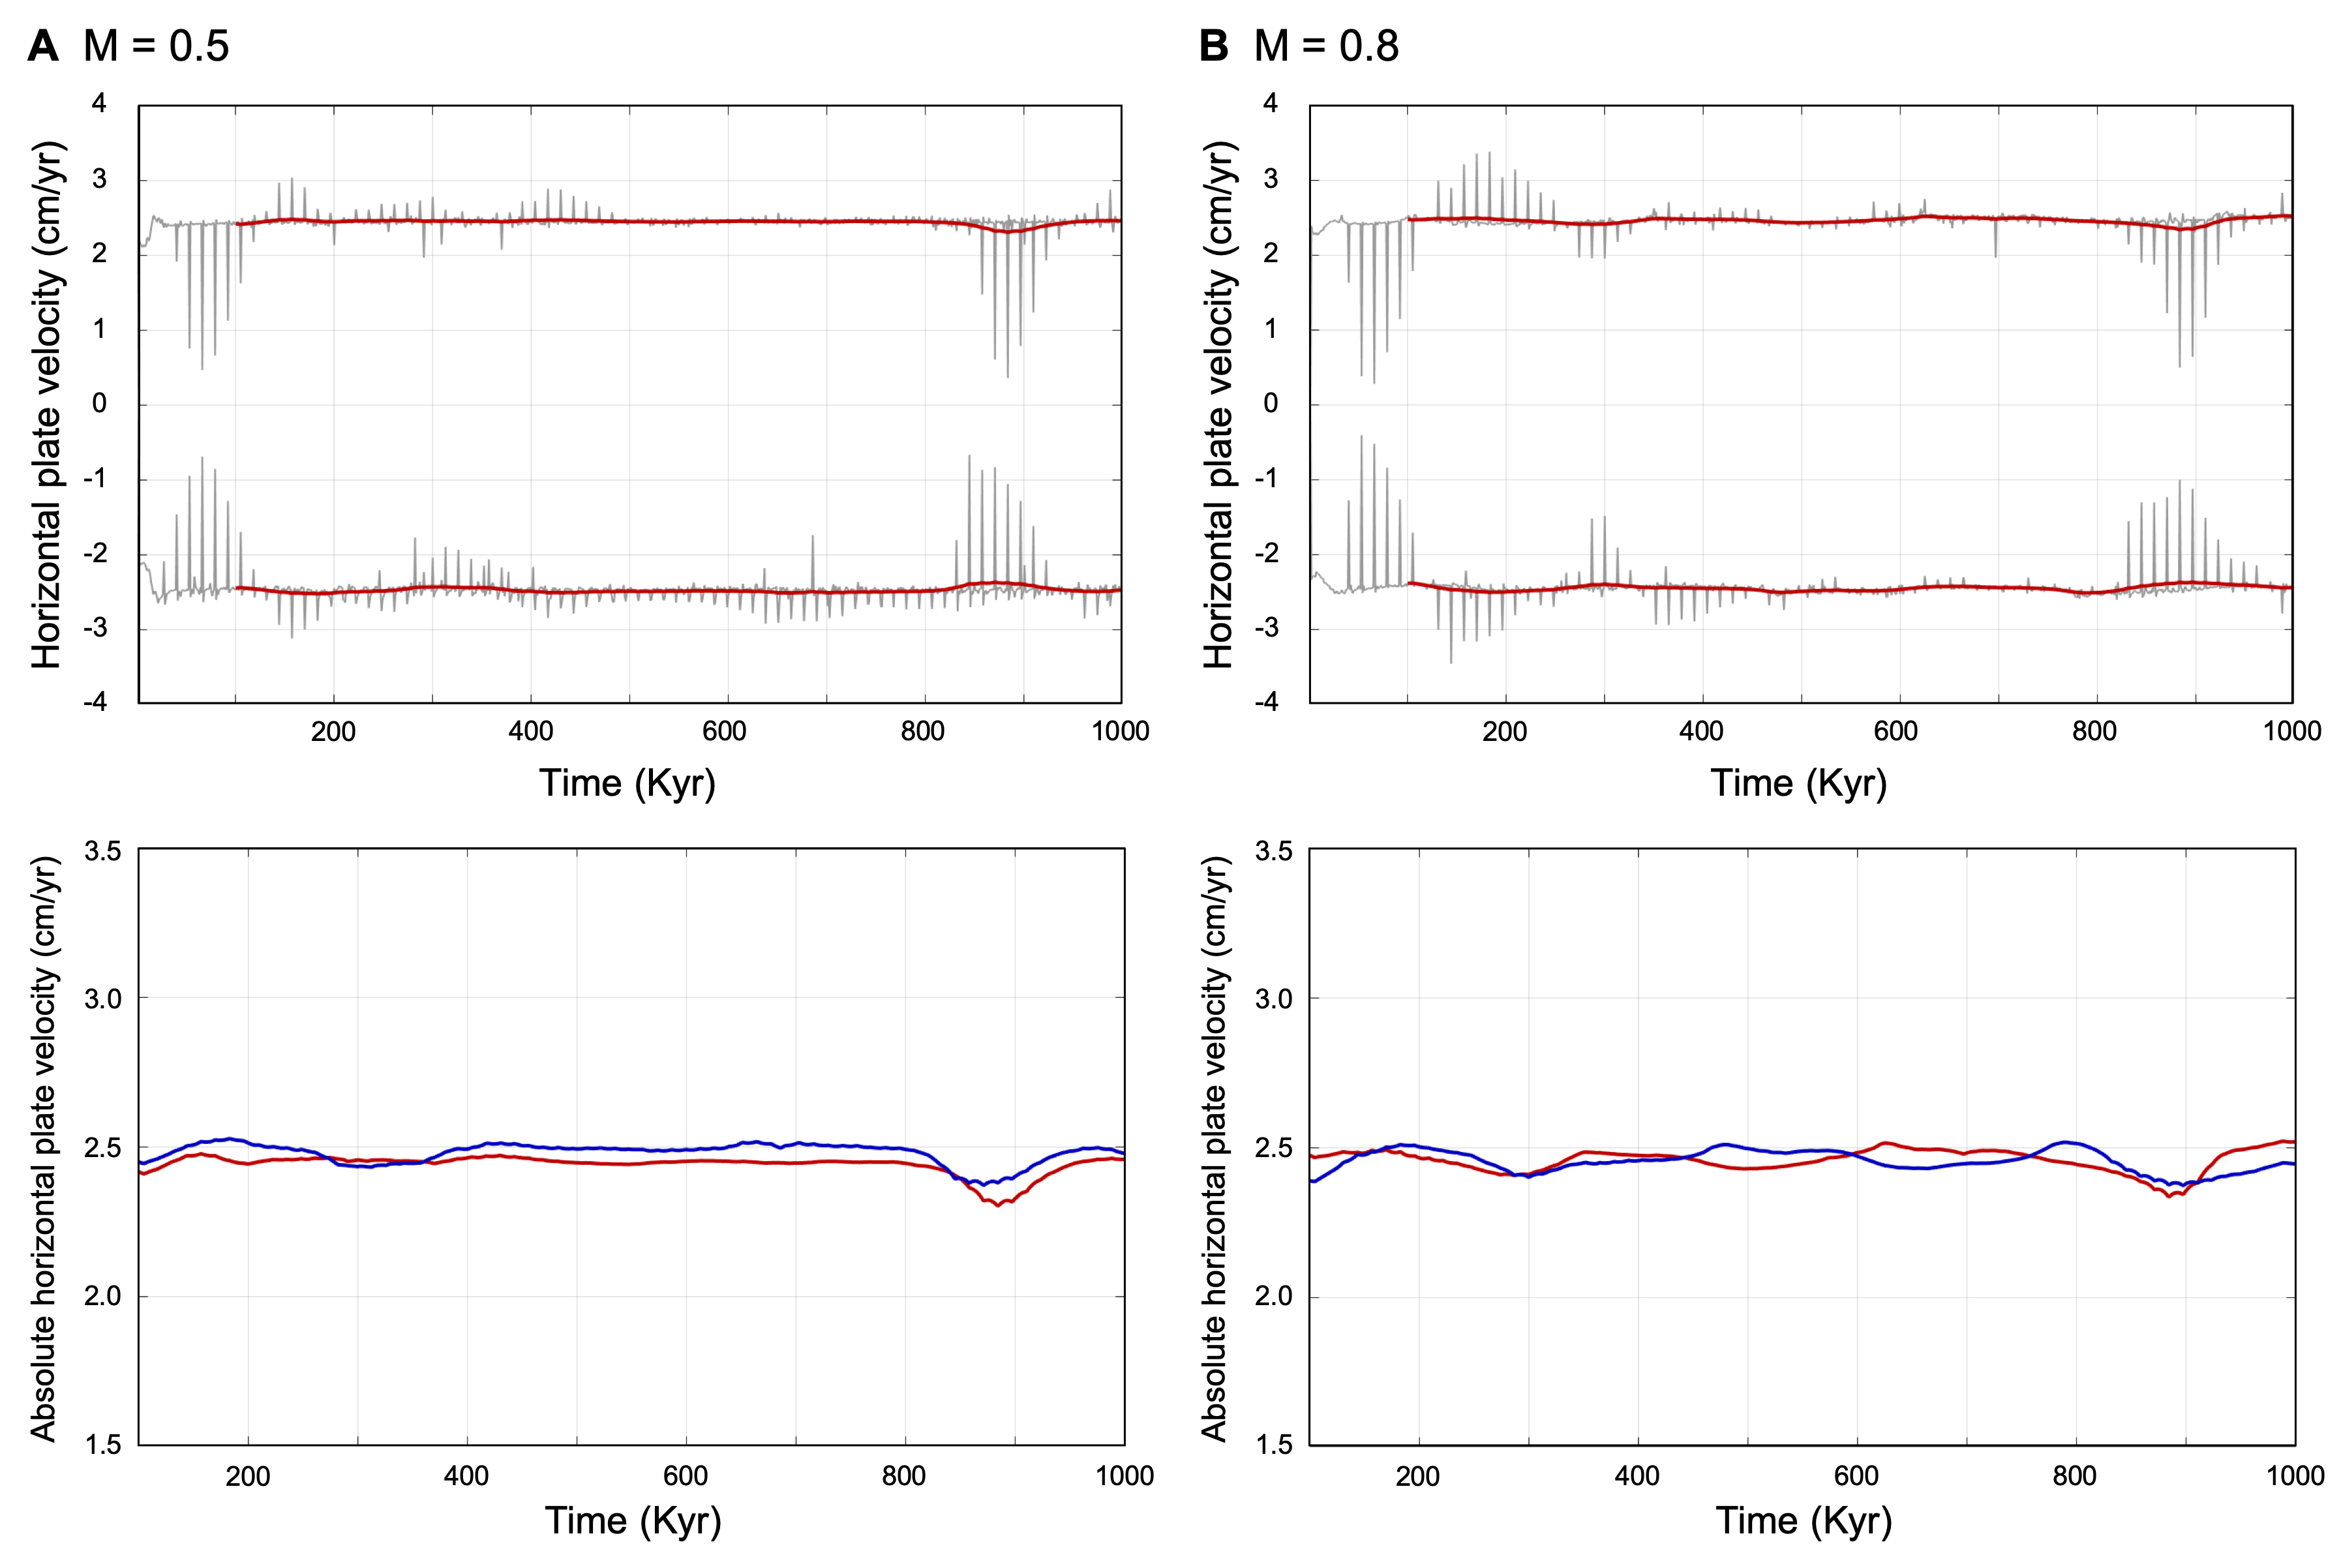 A M = 0.5
B M = 0.8
Horizontal plate velocity (cm/yr)
4
3
2
1
0
-1
-2
-3
-4
200 400 600 800 1000
Time (Kyr)
Horizontal plate velocity (cm/yr)
4
3
2
1
0
-1
-2
-3
-4
200 400 600 800 1000
Time (Kyr)
Absolute horizontal plate velocity (cm/yr)
3.5
3.0
2.5
2.0
1.5
200 400 600 800 1000
Time (Kyr)
Absolute horizontal plate velocity (cm/yr)
3.5
3.0
2.5
2.0
1.5
200 400 600 800 1000
Time (Kyr)